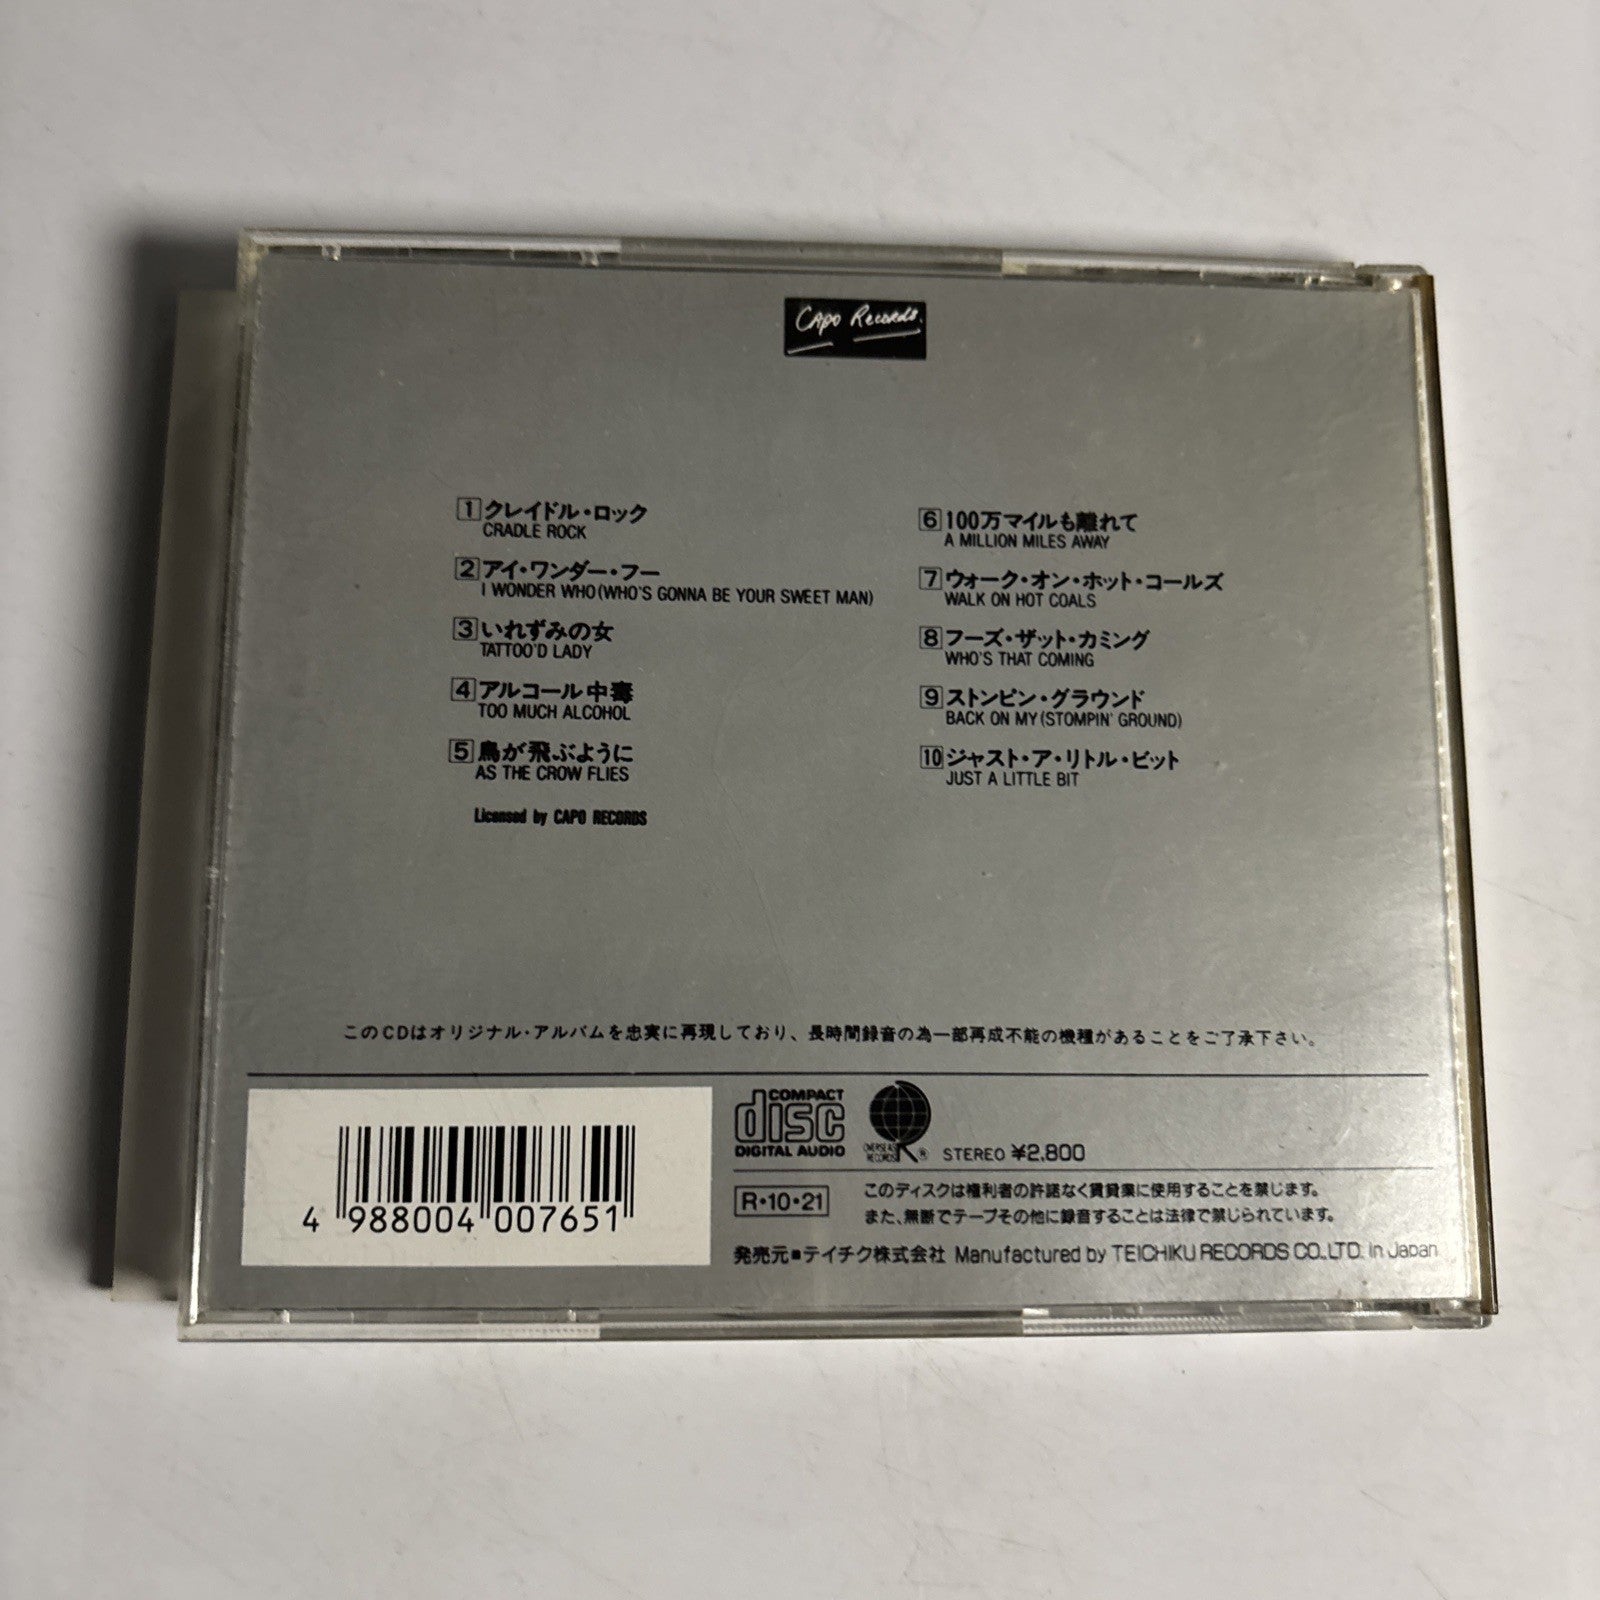 Capo Records.
1 クレイドル・ロック
CRADLE ROCK
2 アイ・ワンダー・フー
I WONDER WHO (WHO'S GONNA BE YOUR SWEET MAN)
3 いれずみの女
TATTOO'D LADY
4 アルコール中毒
TOO MUCH ALCOHOL
5 鳥が飛ぶように
AS THE CROW FLIES
Licensed by CAPO RECORDS
6 100万マイルも離れて
A MILLION MILES AWAY
7 ウォーク・オン・ホット・コールズ
WALK ON HOT COALS
8 フーズ・ザット・カミング
WHO'S THAT COMING
9 ストンピン・グラウンド
BACK ON MY (STOMPIN' GROUND)
10 ジャスト・ア・リトル・ビット
JUST A LITTLE BIT
このCDはオリジナル・アルバムを忠実に再現しており、長時間録音の為一部再成不能の機種があることをご了承下さい。
4 988004 007651
COMPACT
disc
DIGITAL AUDIO
OVERSEAS
RECORDS
R ®
STEREO ¥2,800
R・10・21
このディスクは権利者の許諾なく賃貸業に使用することを禁じます。
また、無断でテープその他に録音することは法律で禁じられています。
発売元■テイチク株式会社 Manufactured by TEICHIKU RECORDS CO.,LTD. in Japan